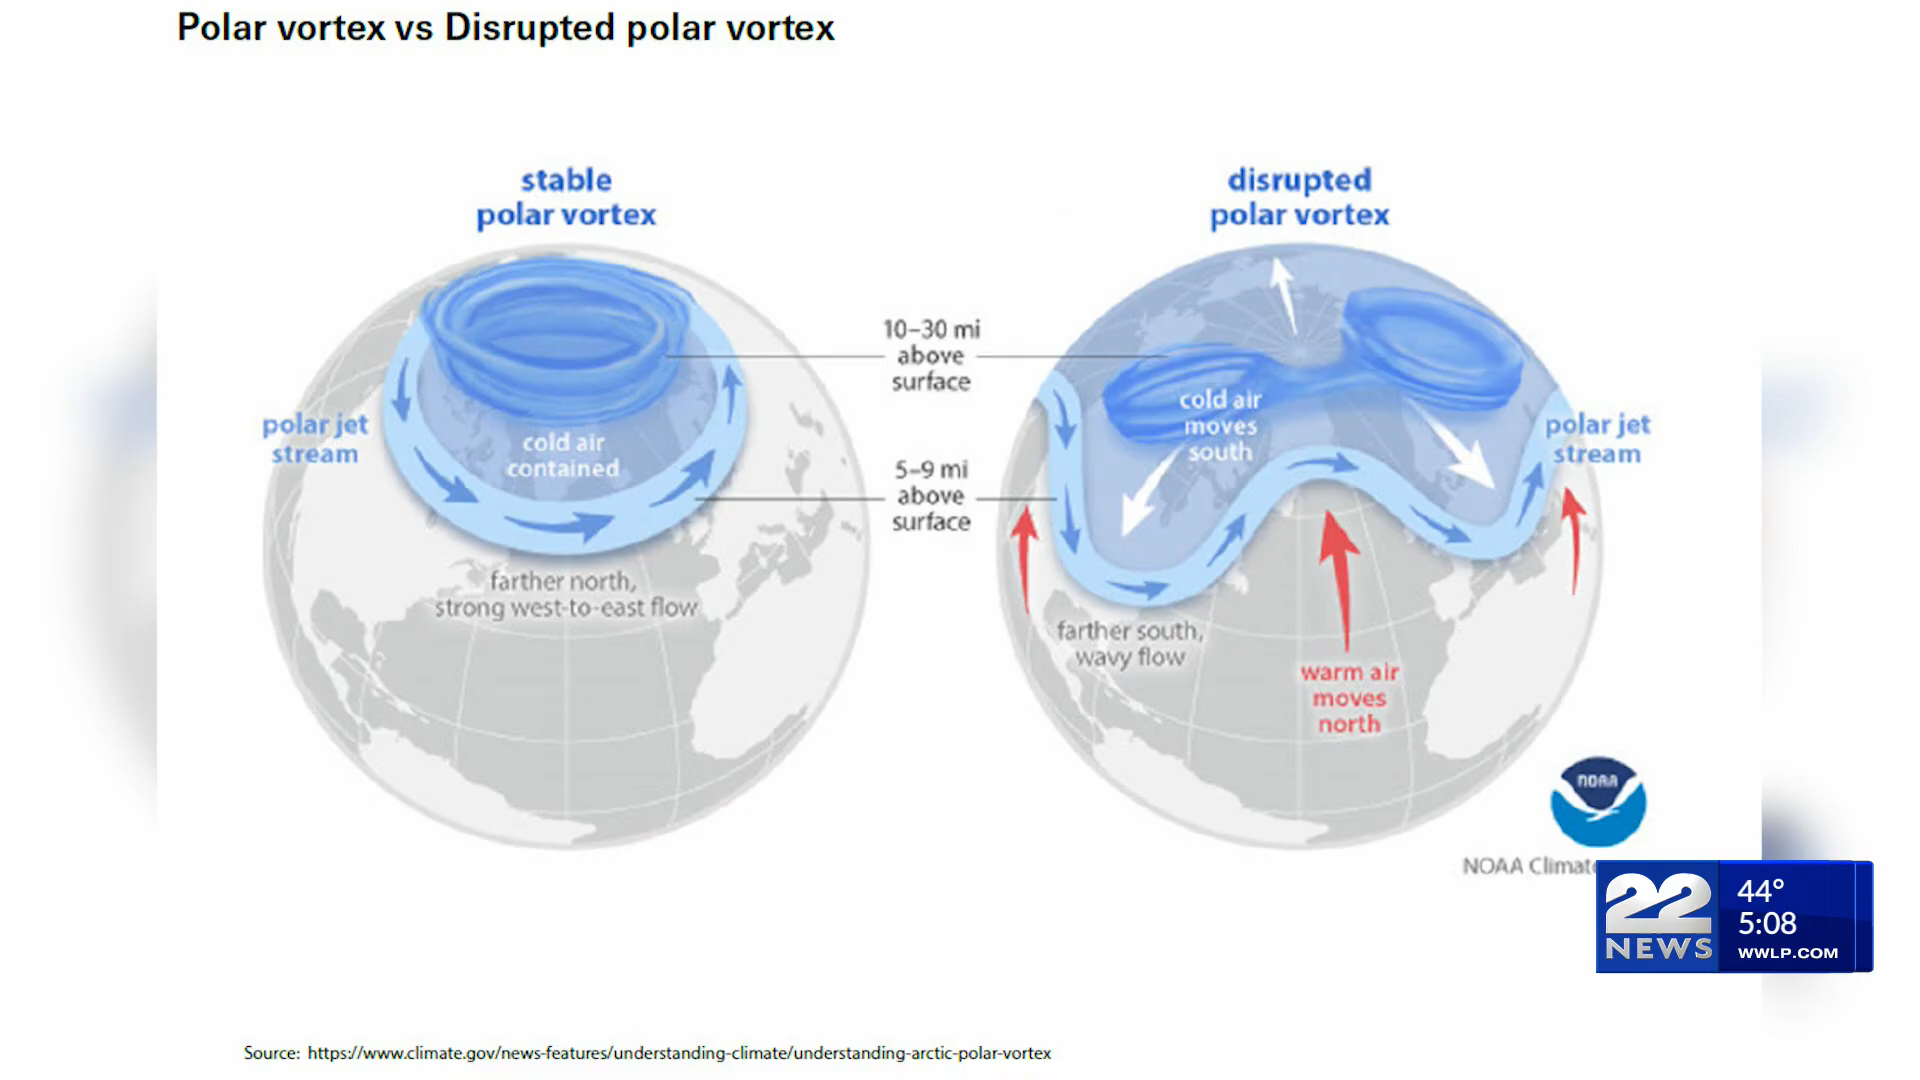 Polar vortex vs Disrupted polar vortex
stable
polar vortex
polar jet
stream
cold air
contained
farther north,
strong west-to-east flow
10–30 mi
above
surface
5–9 mi
above
surface
disrupted
polar vortex
cold air
moves
south
polar jet
stream
farther south,
wavy flow
warm air
moves
north
NOAA
NOAA Climat
22
NEWS
44°
5:08
WWLP.COM
Source: https://www.climate.gov/news-features/understanding-climate/understanding-arctic-polar-vortex